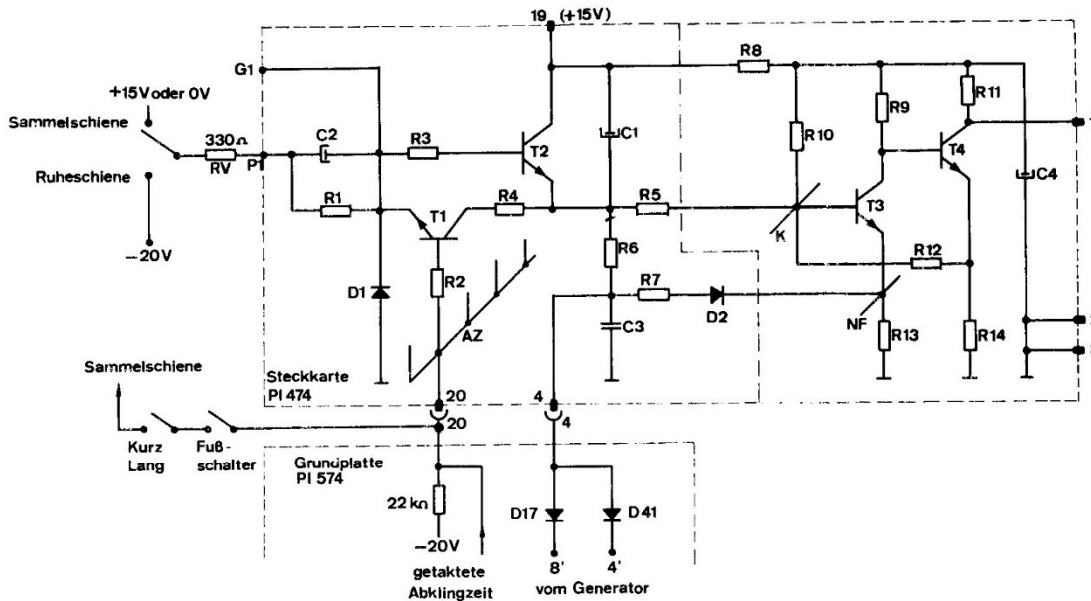 19 (+15V)
G1
R8
+15V oder 0V
Sammelschiene
330Ω
RV
P1
C2
R3
T2
C1
R10
R9
R11
T4
C4
Ruheschiene
R1
T1
R4
R5
K
T3
-20V
R2
R6
R12
D1
AZ
R7
D2
NF
C3
R13
R14
Sammelschiene
Steckkarte
PI 474
20
4
20
4
Kurz
Lang
Fuß-
schalter
Grundplatte
PI 574
22 kΩ
D17
D41
-20V
8'
4'
getaktete
Abklingzeit
vom Generator